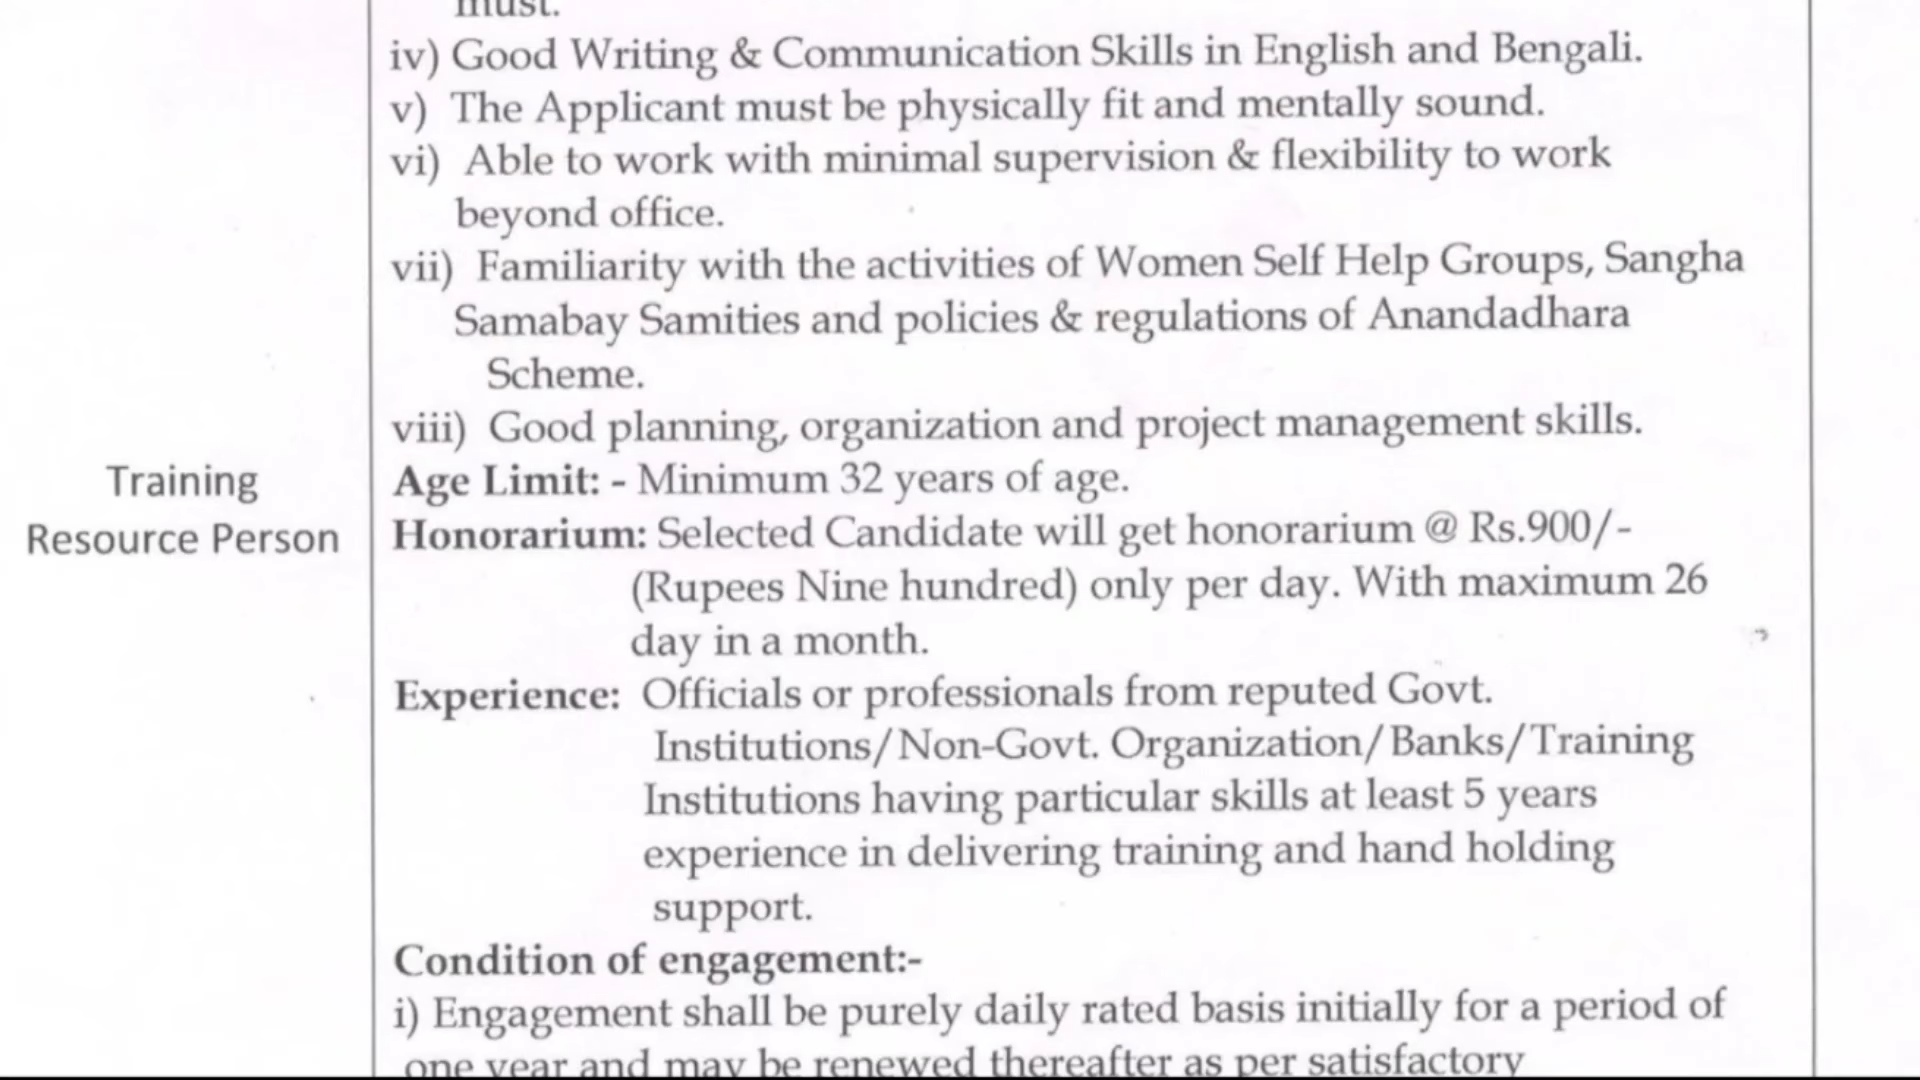 must.
iv) Good Writing & Communication Skills in English and Bengali.
v) The Applicant must be physically fit and mentally sound.
vi) Able to work with minimal supervision & flexibility to work
beyond office.
vii) Familiarity with the activities of Women Self Help Groups, Sangha
Samabay Samities and policies & regulations of Anandadhara
Scheme.
viii) Good planning, organization and project management skills.
Training
Resource Person
Age Limit: - Minimum 32 years of age.
Honorarium: Selected Candidate will get honorarium @ Rs.900/-
(Rupees Nine hundred) only per day. With maximum 26
day in a month.
Experience: Officials or professionals from reputed Govt.
Institutions/Non-Govt. Organization/Banks/Training
Institutions having particular skills at least 5 years
experience in delivering training and hand holding
support.
Condition of engagement:-
i) Engagement shall be purely daily rated basis initially for a period of
one year and may be renewed thereafter as per satisfactory